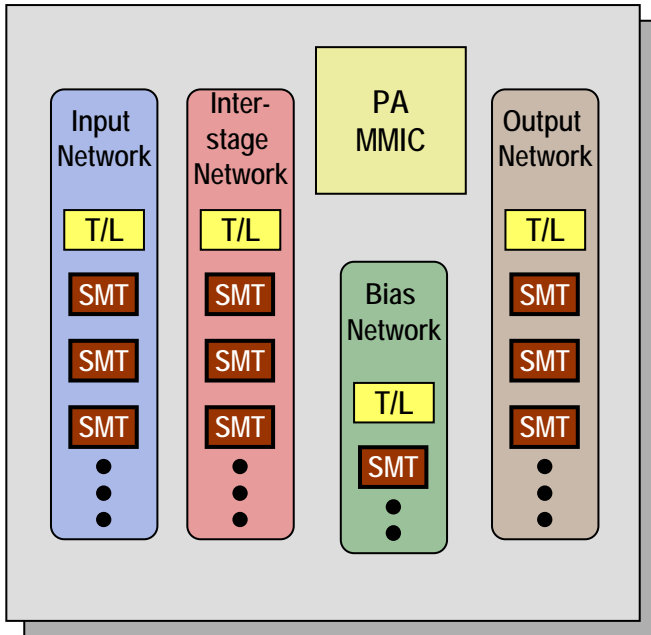 Input
Network
T/L
SMT
SMT
SMT
Inter-
stage
Network
T/L
SMT
SMT
SMT
PA
MMIC
Bias
Network
T/L
SMT
Output
Network
T/L
SMT
SMT
SMT